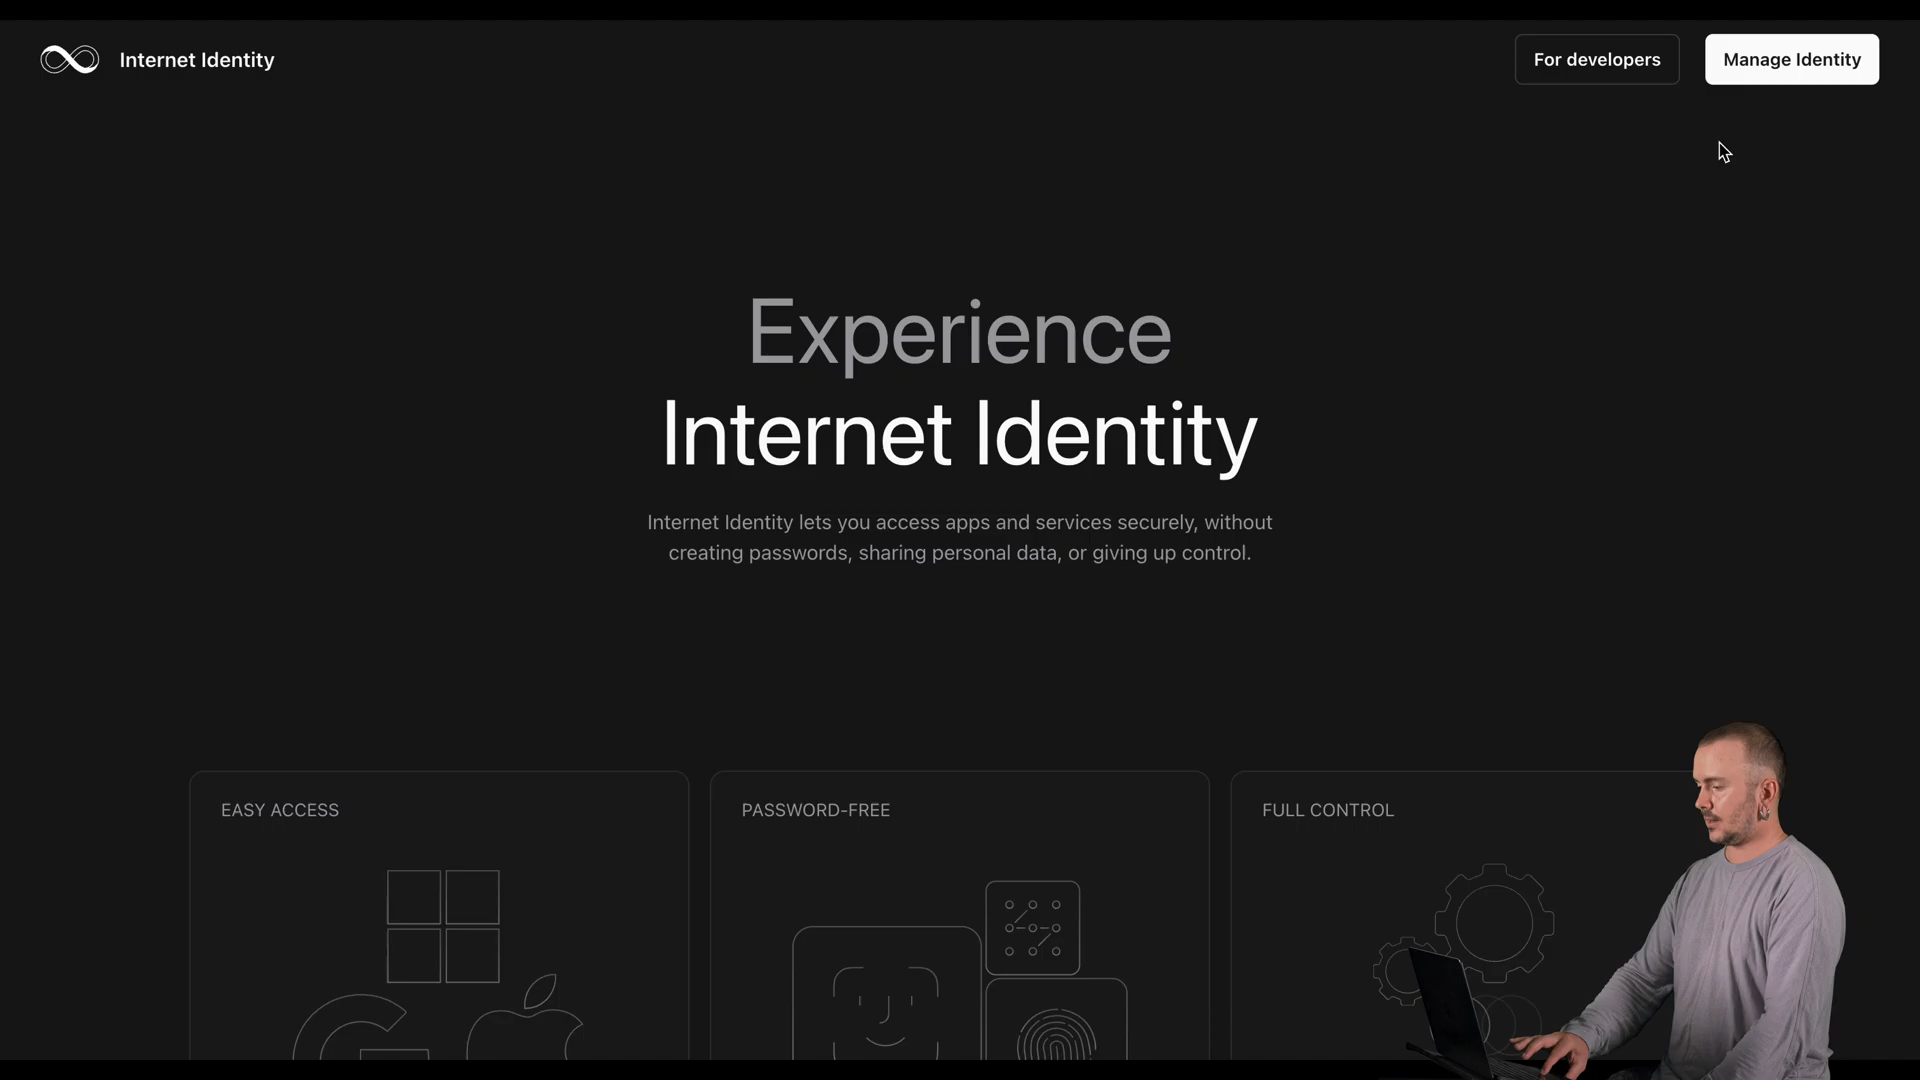 Internet Identity
For developers
Manage Identity
Experience
Internet Identity
Internet Identity lets you access apps and services securely, without
creating passwords, sharing personal data, or giving up control.
EASY ACCESS
PASSWORD-FREE
FULL CONTROL